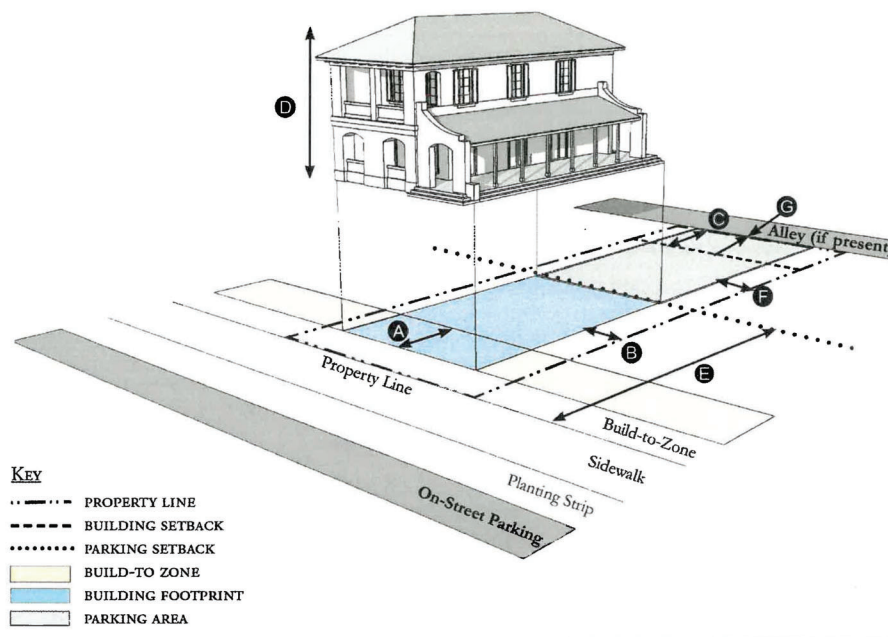 D
G
C
Alley (if present
F
A
B
E
Property Line
Build-to-Zone
Sidewalk
Planting Strip
On-Street Parking
KEY
PROPERTY LINE
BUILDING SETBACK
PARKING SETBACK
BUILD-TO ZONE
BUILDING FOOTPRINT
PARKING AREA